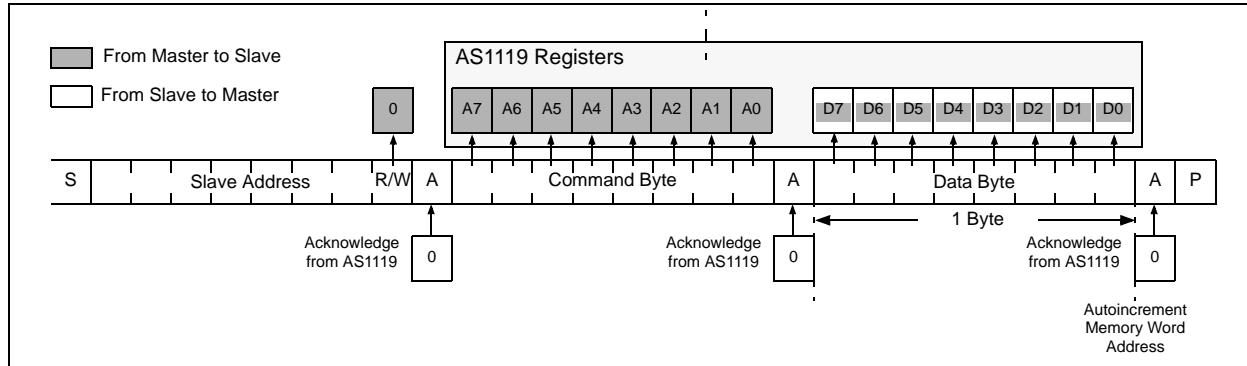 From Master to Slave
From Slave to Master
AS1119 Registers
0 A7 A6 A5 A4 A3 A2 A1 A0 D7 D6 D5 D4 D3 D2 D1 D0
S Slave Address R/W A Command Byte A Data Byte A P
1 Byte
Acknowledge from AS1119
0
Acknowledge from AS1119
0
Acknowledge from AS1119
0
Autoincrement
Memory Word
Address